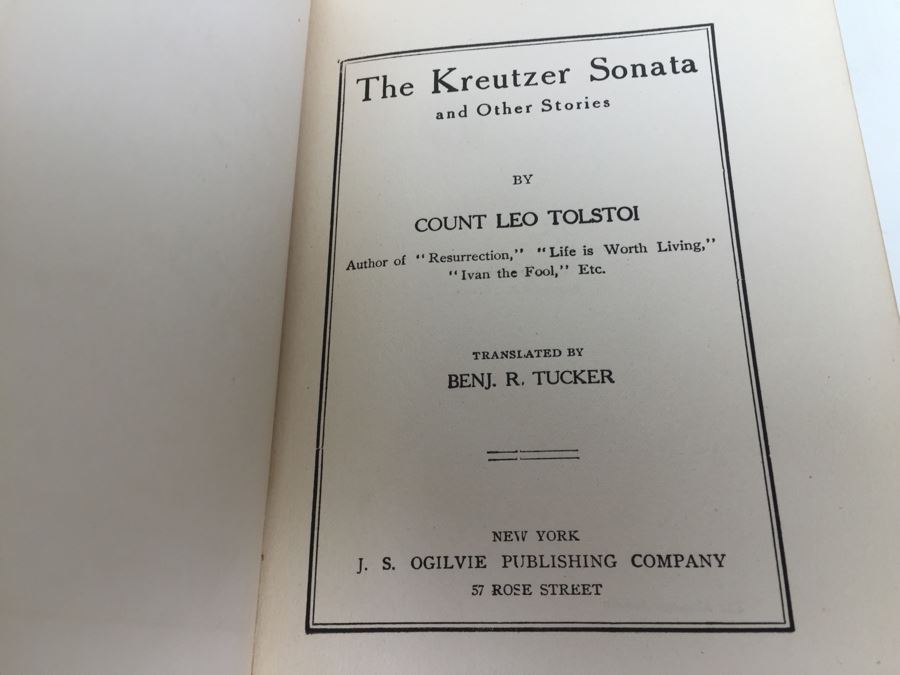 The Kreutzer Sonata
and Other Stories
BY
COUNT LEO TOLSTOI
Author of "Resurrection," "Life is Worth Living,"
"Ivan the Fool," Etc.
TRANSLATED BY
BENJ. R. TUCKER
NEW YORK
J. S. OGILVIE PUBLISHING COMPANY
57 ROSE STREET